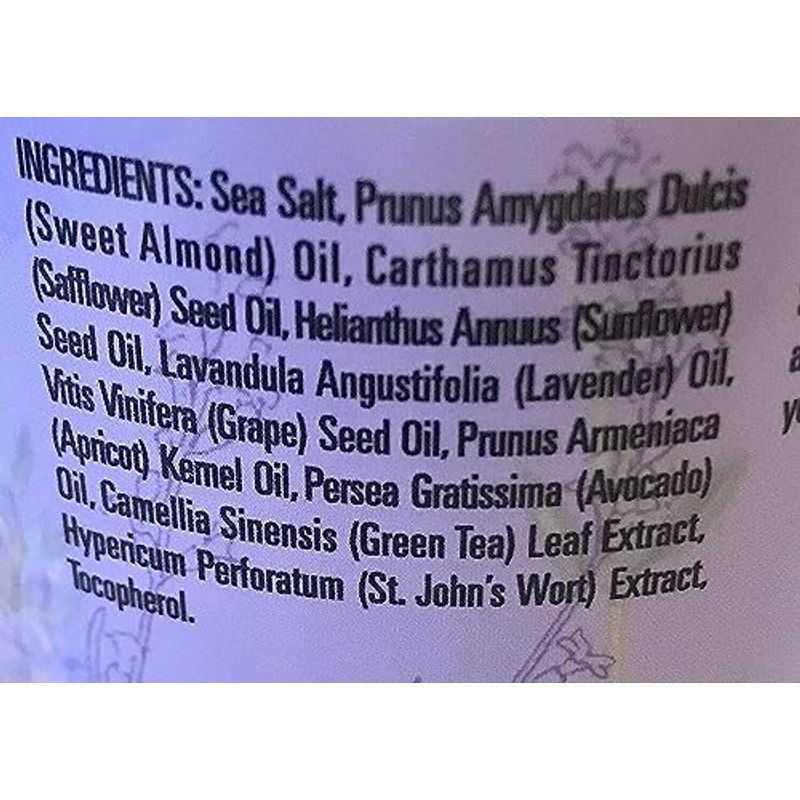 INGREDIENTS: Sea Salt, Prunus Amygdalus Dulcis
(Sweet Almond) Oil, Carthamus Tinctorius
(Safflower) Seed Oil, Helianthus Annuus (Sunflower)
Seed Oil, Lavandula Angustifolia (Lavender) Oil,
Vitis Vinifera (Grape) Seed Oil, Prunus Armeniaca
(Apricot) Kernel Oil, Persea Gratissima (Avocado)
Oil, Camellia Sinensis (Green Tea) Leaf Extract,
Hypericum Perforatum (St. John's Wort) Extract,
Tocopherol.